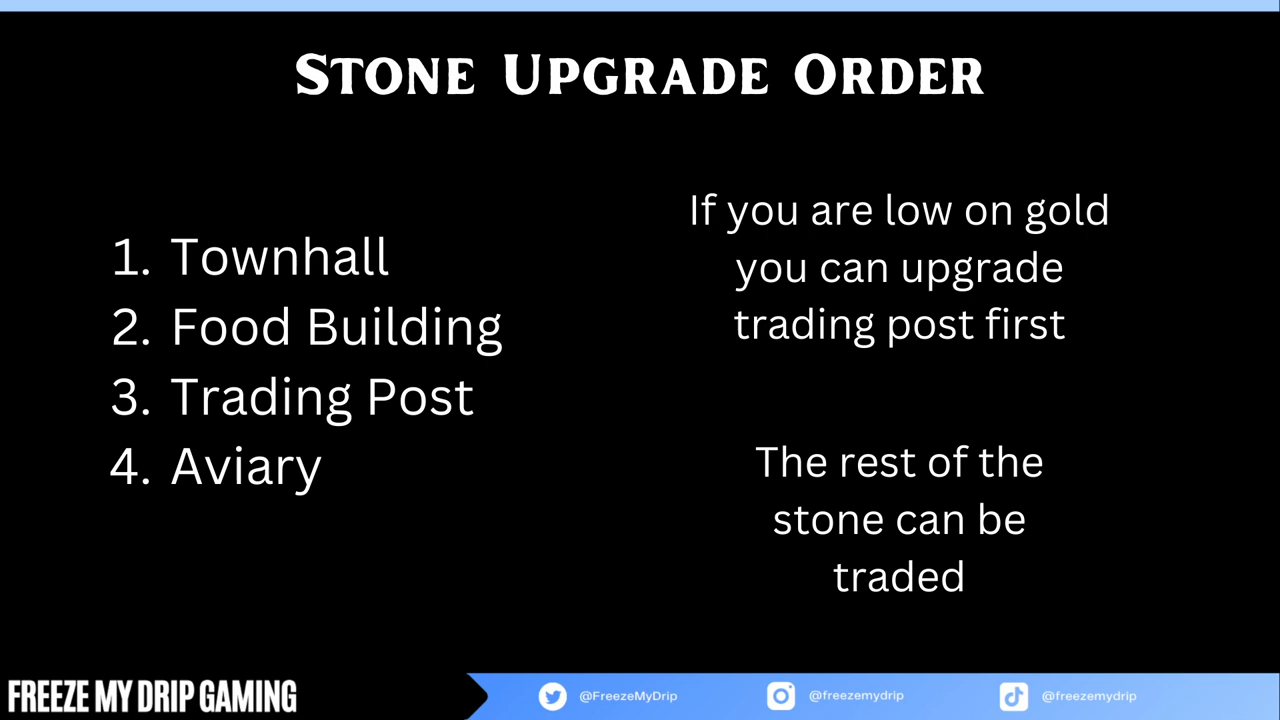 Stone Upgrade Order
1. Townhall
2. Food Building
3. Trading Post
4. Aviary
If you are low on gold
you can upgrade
trading post first
The rest of the
stone can be
traded
FREEZE MY DRIP GAMING
@FreezeMyDrip
@freezemydrip
@freezemydrip